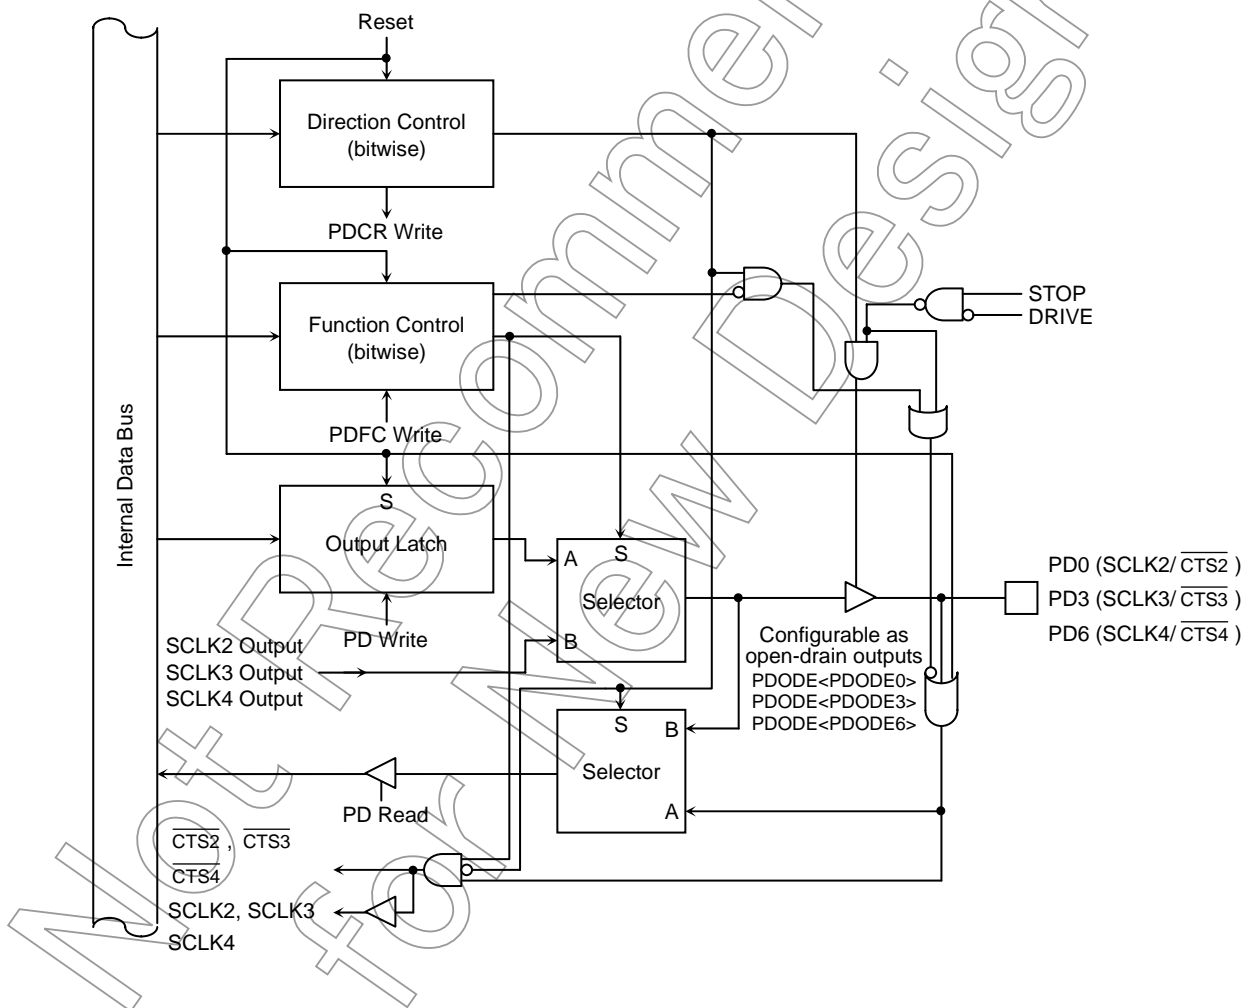 Reset
Direction Control
(bitwise)
PDCR Write
Function Control
(bitwise)
PDFC Write
STOP
DRIVE
Internal Data Bus
S
Output Latch
PD Write
A
S
Selector
B
SCLK2 Output
SCLK3 Output
SCLK4 Output
PD0 (SCLK2/ CTS2 )
PD3 (SCLK3/ CTS3 )
PD6 (SCLK4/ CTS4 )
Configurable as
open-drain outputs
PDODE<PDODE0>
PDODE<PDODE3>
PDODE<PDODE6>
S
B
Selector
A
PD Read
CTS2 , CTS3
CTS4
SCLK2, SCLK3
SCLK4
Not Recommen
for New Design